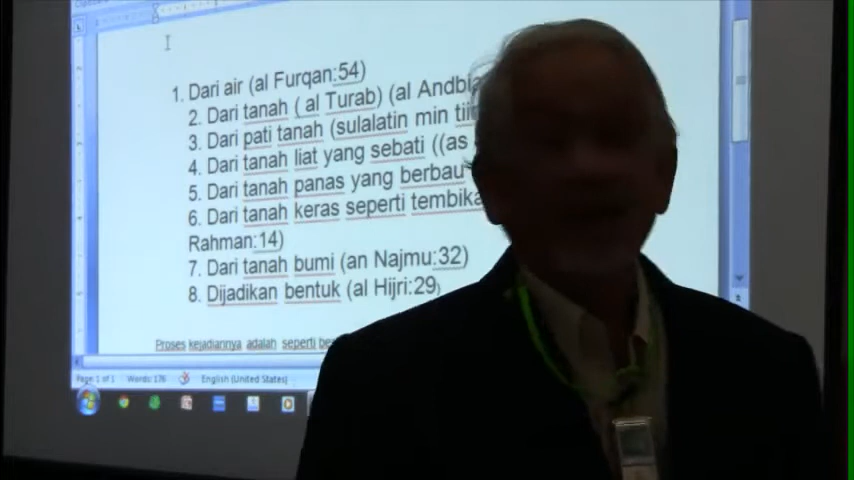 1. Dari air (al Furqan:54)
2. Dari tanah ( al Turab) (al
3. Dari pati tanah (sulalatin min
4. Dari tanah liat yang sebati ((as
5. Dari tanah panas yang berbau
6. Dari tanah keras seperti
Rahman:14)
7. Dari tanah bumi (an Najmu:32)
8. Dijadikan bentuk (al Hijri:29)
Proses kejadiannya adalah seperti
Page: 1 of 1 Words: 176 English (United States)